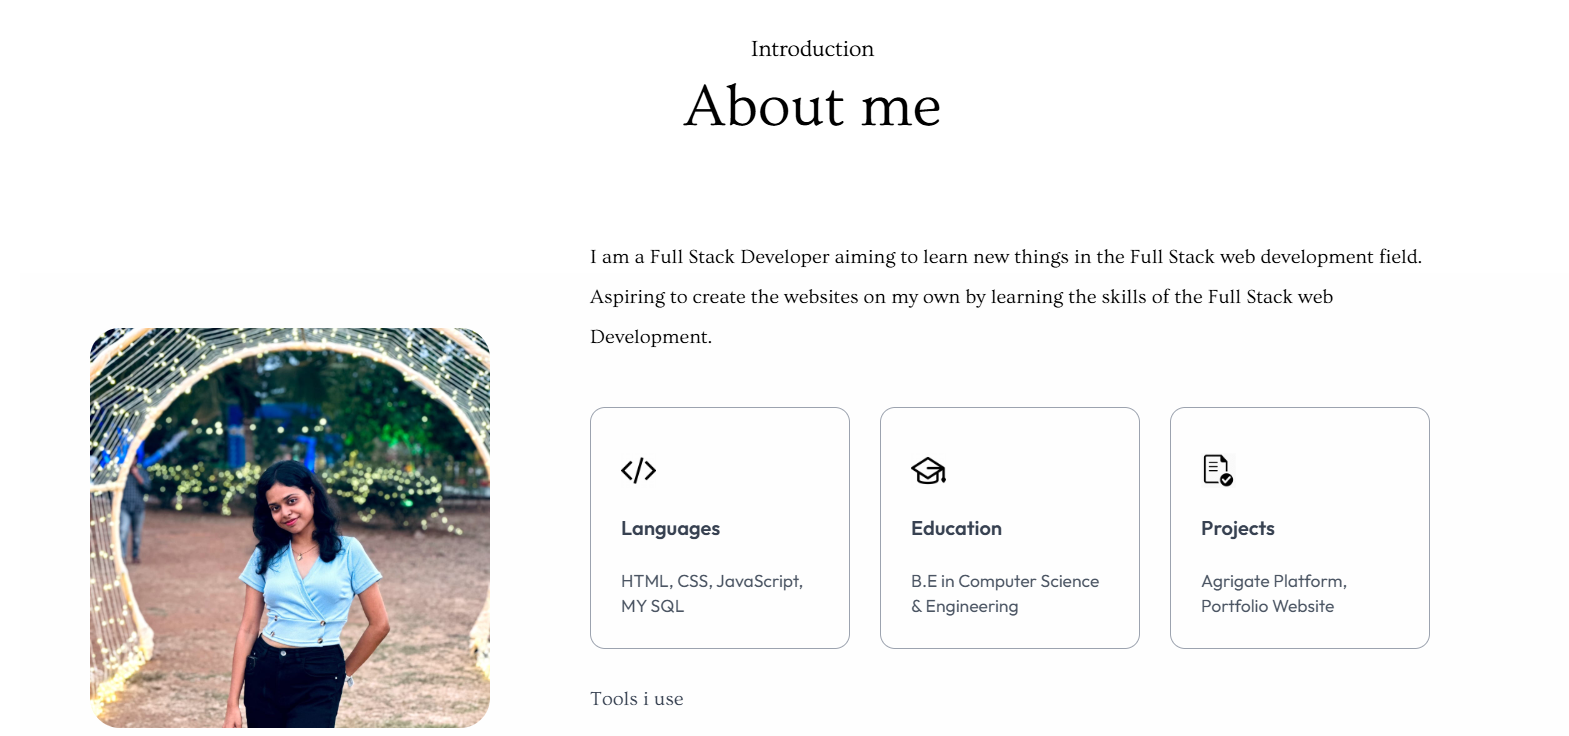 Introduction
About me
I am a Full Stack Developer aiming to learn new things in the Full Stack web development field.
Aspiring to create the websites on my own by learning the skills of the Full Stack web
Development.
Languages
HTML, CSS, JavaScript,
MY SQL
Education
B.E in Computer Science
& Engineering
Projects
Agrigate Platform,
Portfolio Website
Tools i use